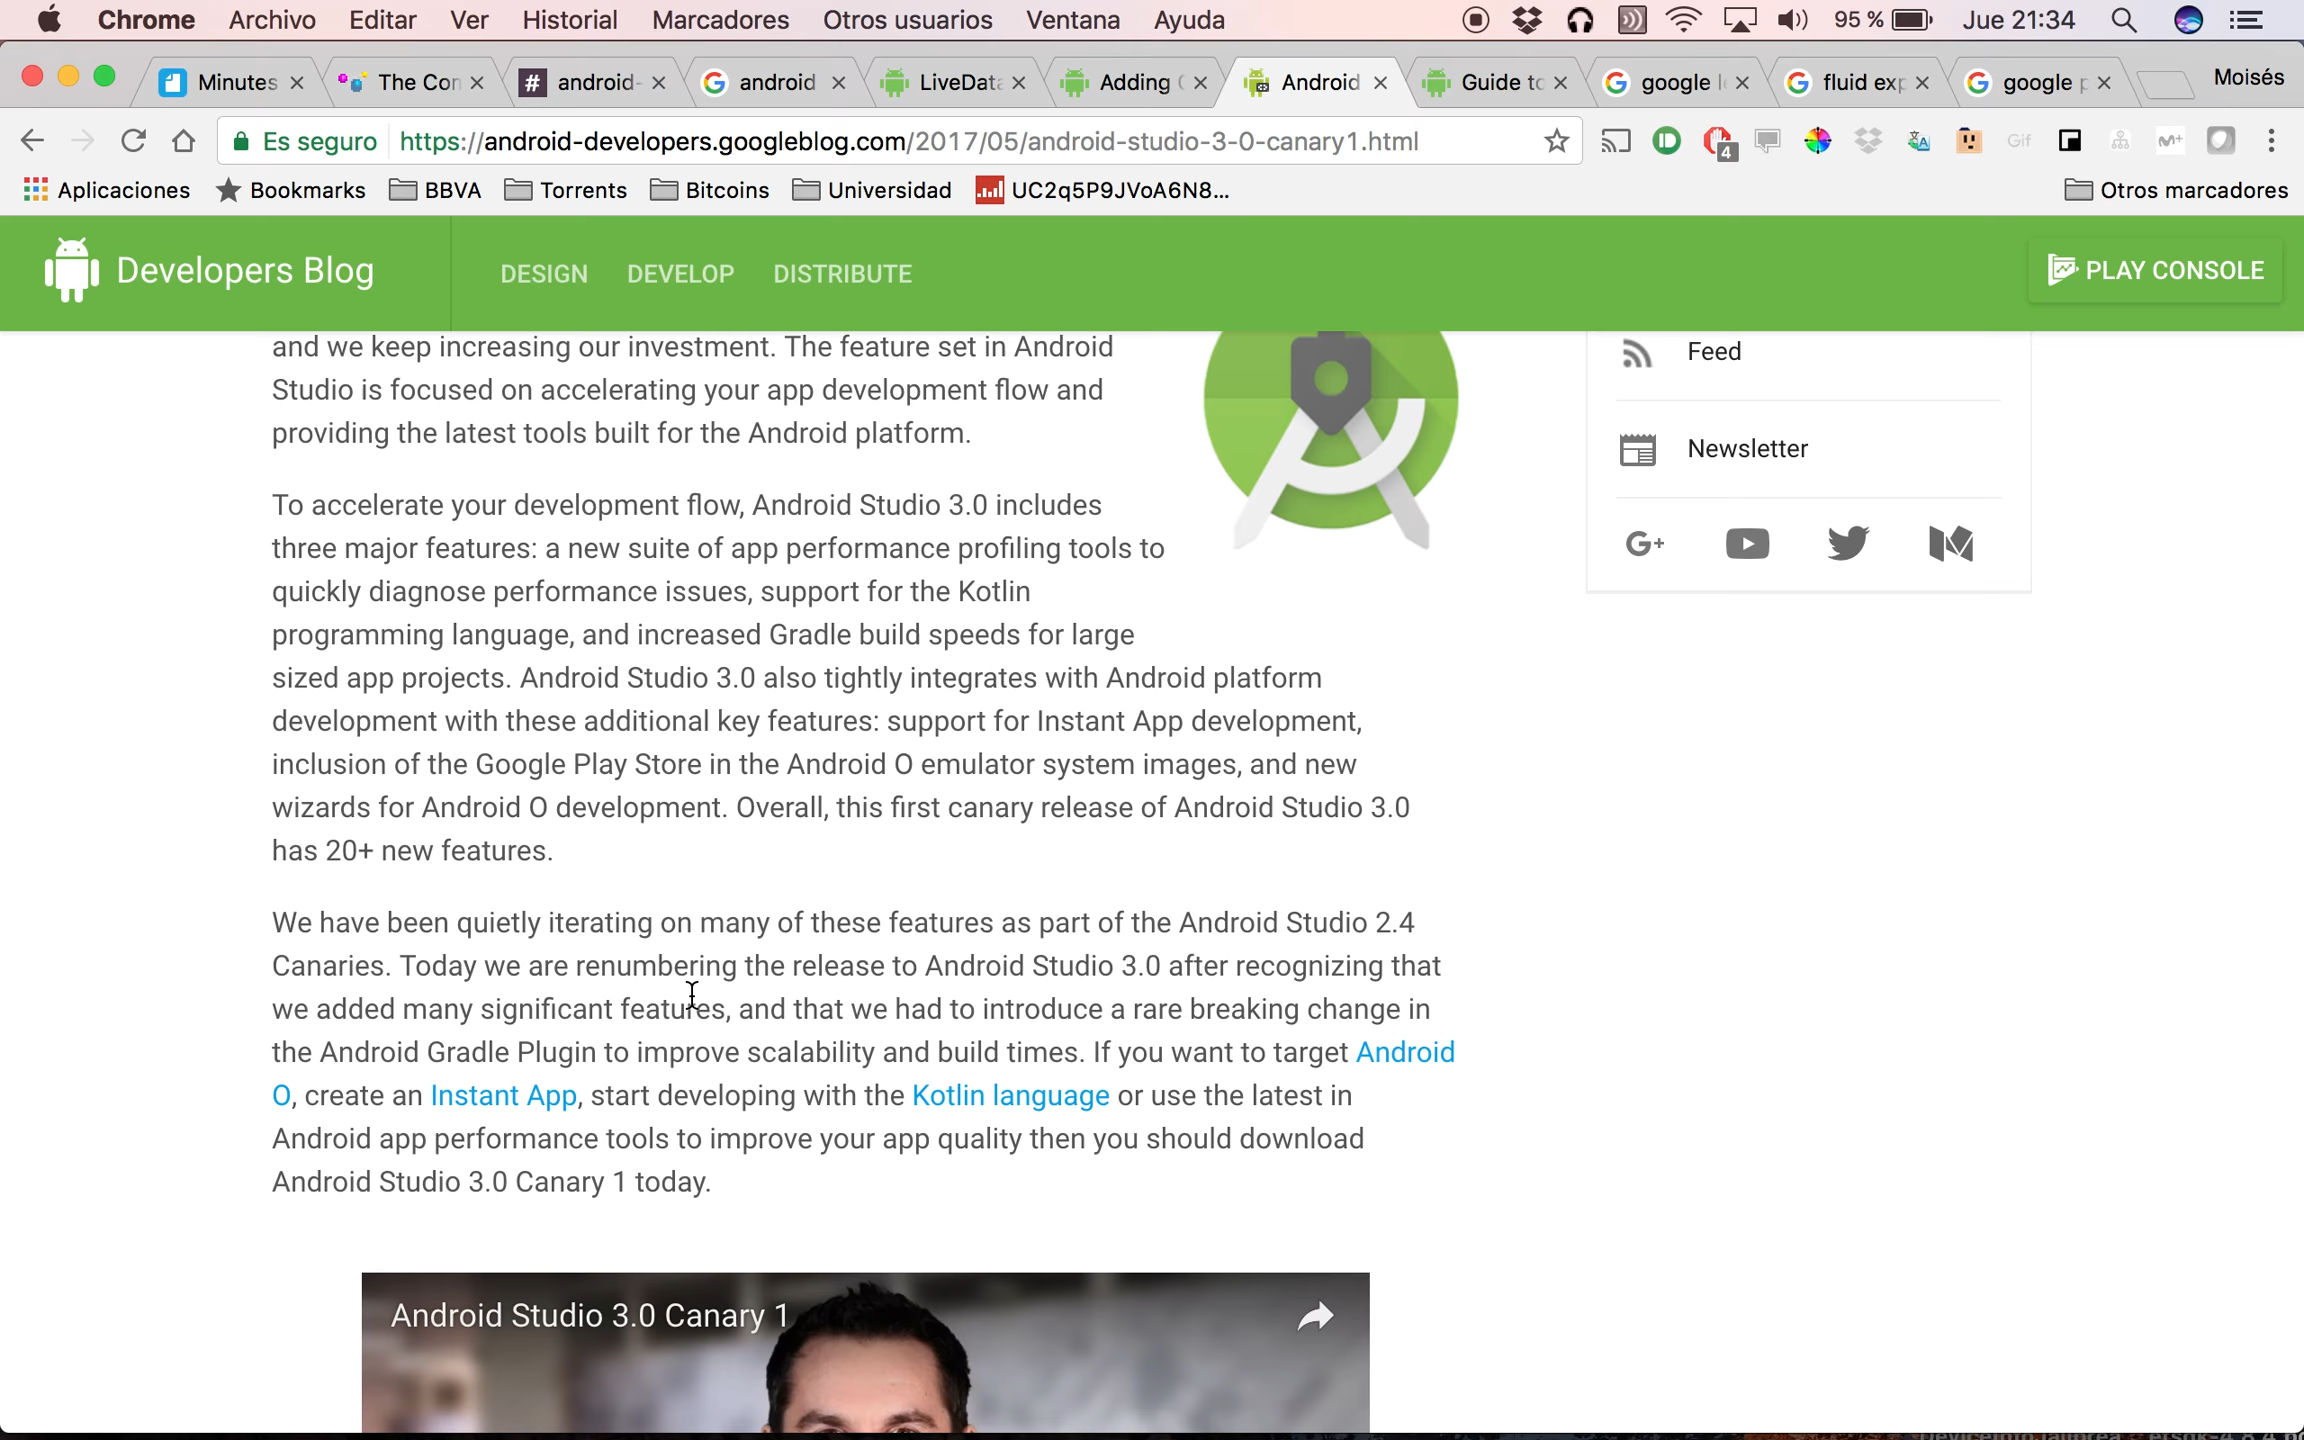 Chrome Archivo Editar Ver Historial Marcadores Otros usuarios Ventana Ayuda 95 % Jue 21:34
Minutes The Con # android- android LiveData Adding Android Guide to google fluid exp google p Moisés
Es seguro https://android-developers.googleblog.com/2017/05/android-studio-3-0-canary1.html 4 Gif M+
Aplicaciones Bookmarks BBVA Torrents Bitcoins Universidad UC2q5P9JVoA6N8... Otros marcadores
Developers Blog DESIGN DEVELOP DISTRIBUTE PLAY CONSOLE
and we keep increasing our investment. The feature set in Android
Studio is focused on accelerating your app development flow and
providing the latest tools built for the Android platform.
To accelerate your development flow, Android Studio 3.0 includes
three major features: a new suite of app performance profiling tools to
quickly diagnose performance issues, support for the Kotlin
programming language, and increased Gradle build speeds for large
sized app projects. Android Studio 3.0 also tightly integrates with Android platform
development with these additional key features: support for Instant App development,
inclusion of the Google Play Store in the Android O emulator system images, and new
wizards for Android O development. Overall, this first canary release of Android Studio 3.0
has 20+ new features.
We have been quietly iterating on many of these features as part of the Android Studio 2.4
Canaries. Today we are renumbering the release to Android Studio 3.0 after recognizing that
we added many significant features, and that we had to introduce a rare breaking change in
the Android Gradle Plugin to improve scalability and build times. If you want to target Android
O, create an Instant App, start developing with the Kotlin language or use the latest in
Android app performance tools to improve your app quality then you should download
Android Studio 3.0 Canary 1 today.
Android Studio 3.0 Canary 1
Feed
Newsletter
G+